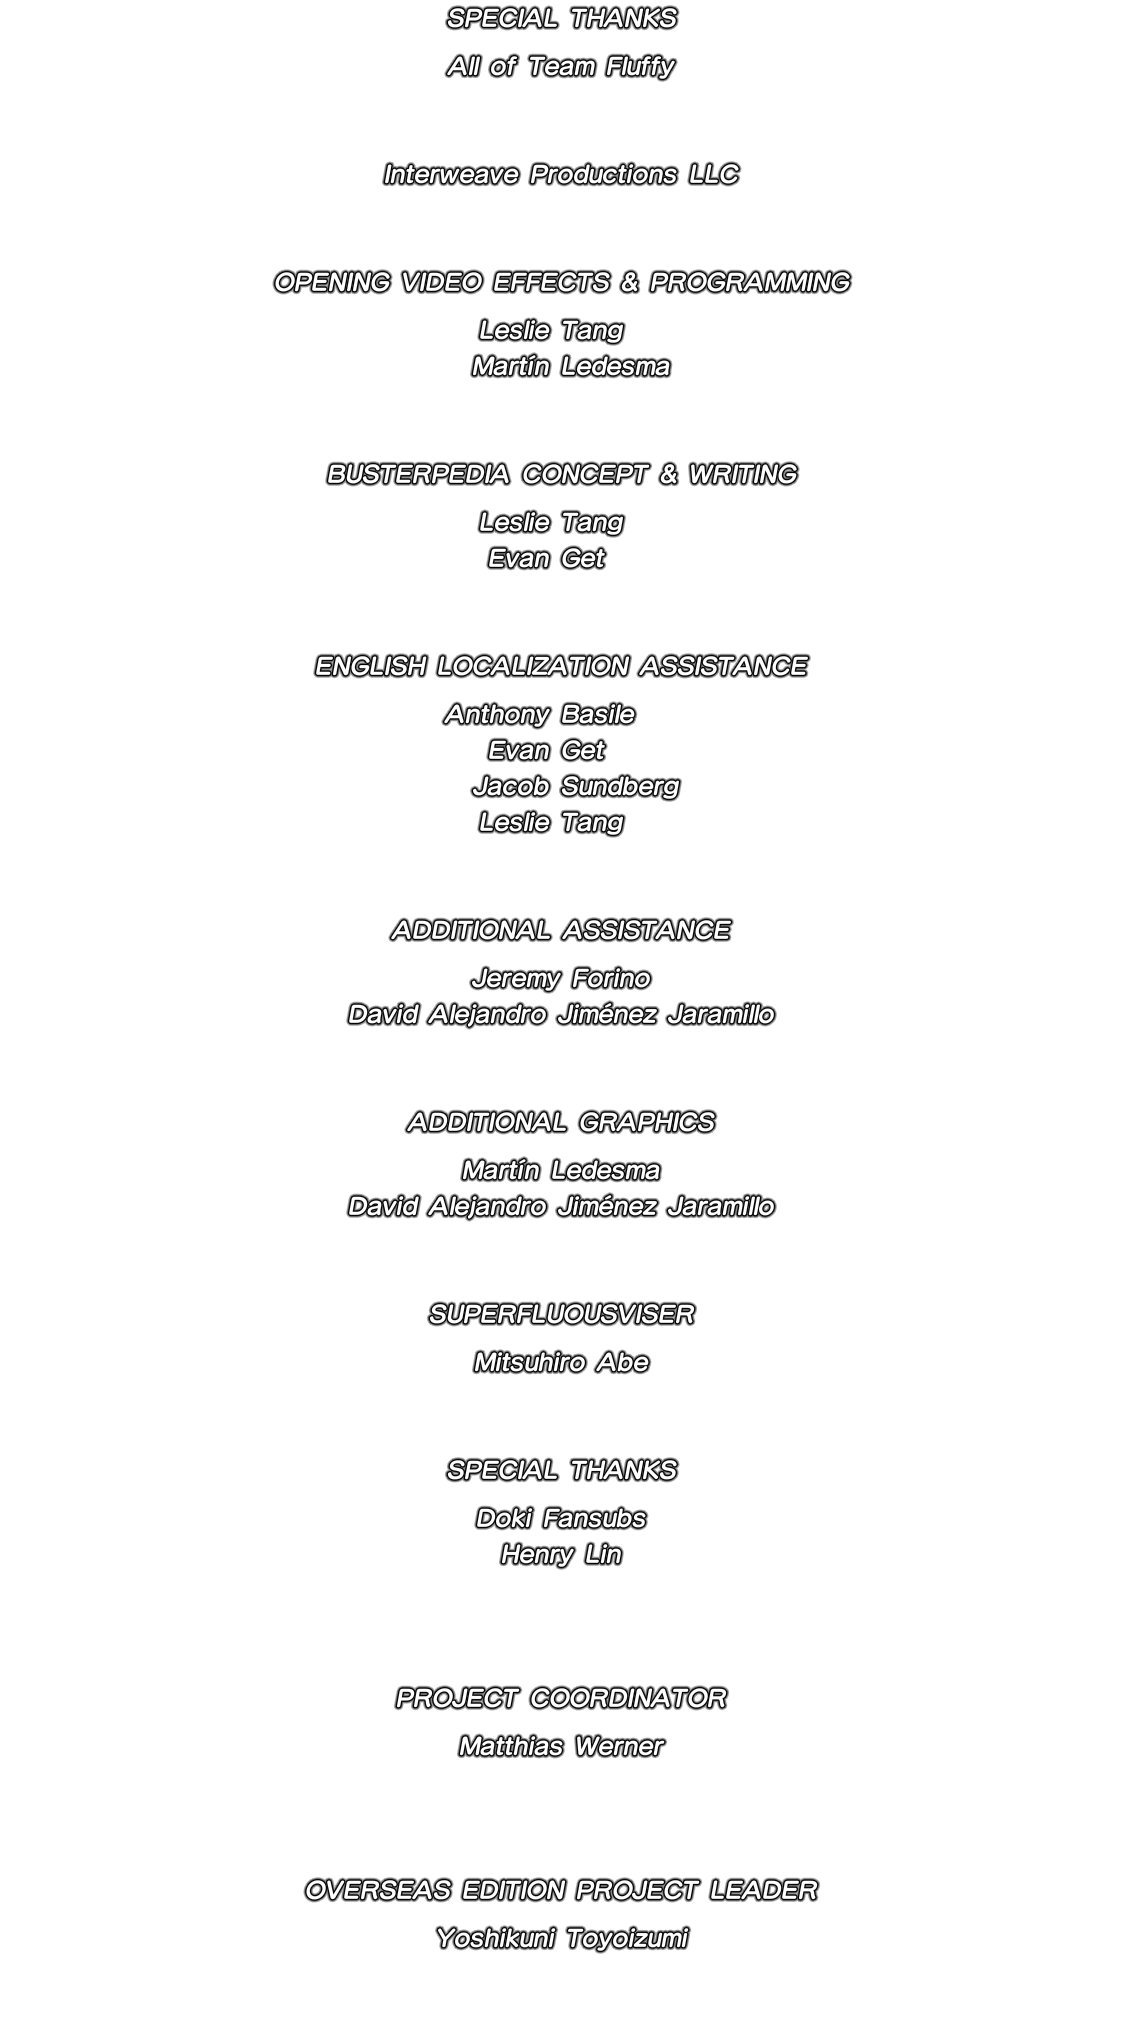 SPECIAL THANKS
All of Team Fluffy
Interweave Productions LLC
OPENING VIDEO EFFECTS & PROGRAMMING
Leslie Tang
Martín Ledesma
BUSTERPEDIA CONCEPT & WRITING
Leslie Tang
Evan Get
ENGLISH LOCALIZATION ASSISTANCE
Anthony Basile
Evan Get
Jacob Sundberg
Leslie Tang
ADDITIONAL ASSISTANCE
Jeremy Forino
David Alejandro Jiménez Jaramillo
ADDITIONAL GRAPHICS
Martín Ledesma
David Alejandro Jiménez Jaramillo
SUPERFLUOUSVISER
Mitsuhiro Abe
SPECIAL THANKS
Doki Fansubs
Henry Lin
PROJECT COORDINATOR
Matthias Werner
OVERSEAS EDITION PROJECT LEADER
Yoshikuni Toyoizumi